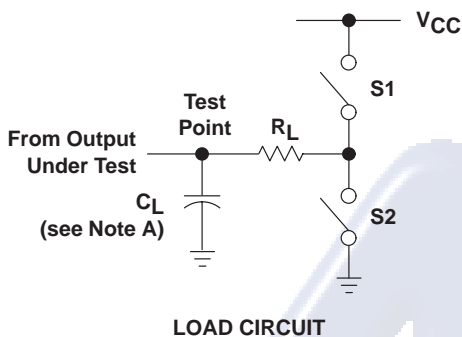 VCC
S1
Test
Point
RL
From Output
Under Test
CL
(see Note A)
S2
LOAD CIRCUIT